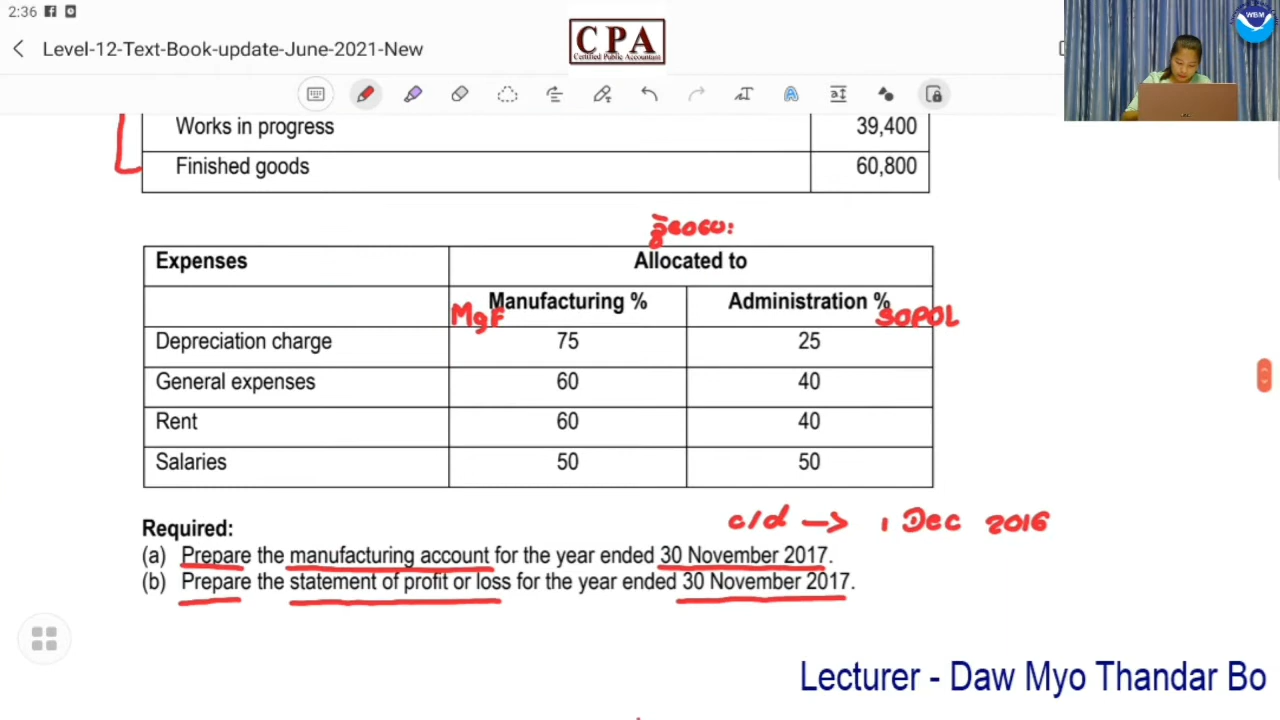 2:36
WBM
Level-12-Text-Book-update-June-2021-New
CPA
Certified Public Accountant
Works in progress 39,400
Finished goods 60,800
Expenses Allocated to
Manufacturing % Administration %
MgF SOPOL
Depreciation charge 75 25
General expenses 60 40
Rent 60 40
Salaries 50 50
c/d → 1 Dec 2016
Required:
(a) Prepare the manufacturing account for the year ended 30 November 2017.
(b) Prepare the statement of profit or loss for the year ended 30 November 2017.
Lecturer - Daw Myo Thandar Bo